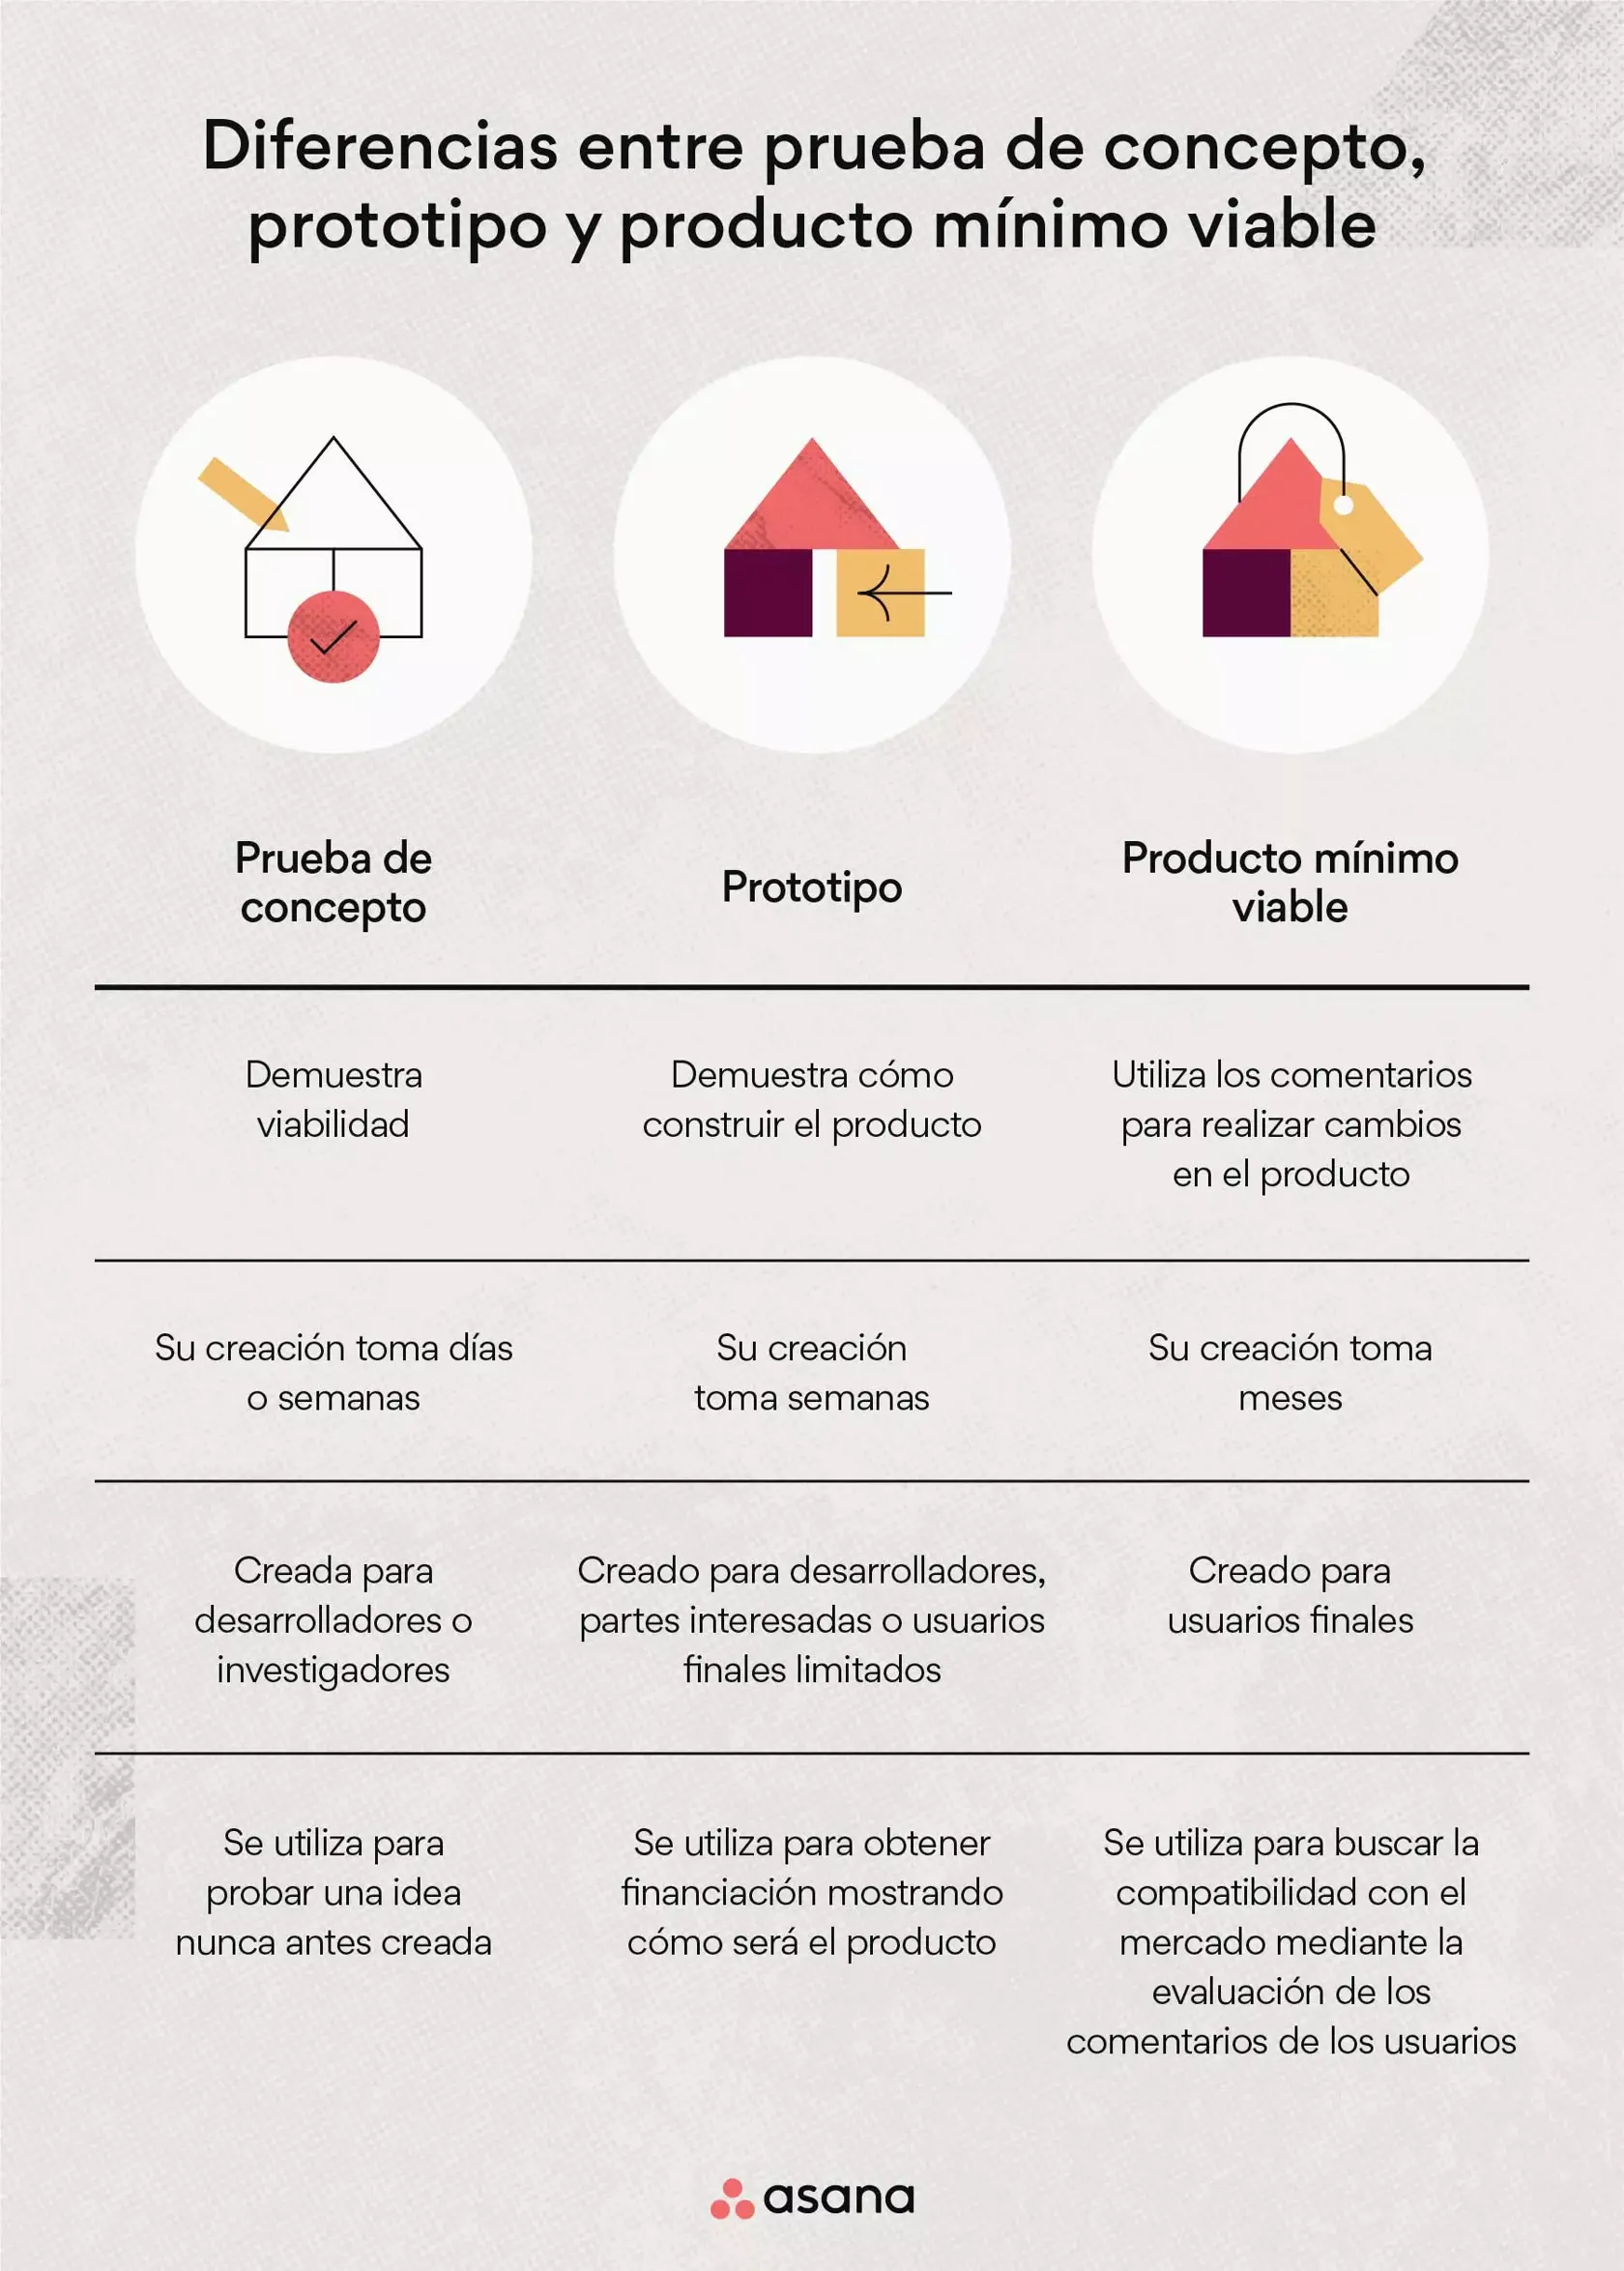 Diferencias entre prueba de concepto,
prototipo y producto mínimo viable
Prueba de
concepto
Prototipo
Producto mínimo
viable
Demuestra
viabilidad
Demuestra cómo
construir el producto
Utiliza los comentarios
para realizar cambios
en el producto
Su creación toma días
o semanas
Su creación
toma semanas
Su creación toma
meses
Creada para
desarrolladores o
investigadores
Creado para desarrolladores,
partes interesadas o usuarios
finales limitados
Creado para
usuarios finales
Se utiliza para
probar una idea
nunca antes creada
Se utiliza para obtener
financiación mostrando
cómo será el producto
Se utiliza para buscar la
compatibilidad con el
mercado mediante la
evaluación de los
comentarios de los usuarios
asana